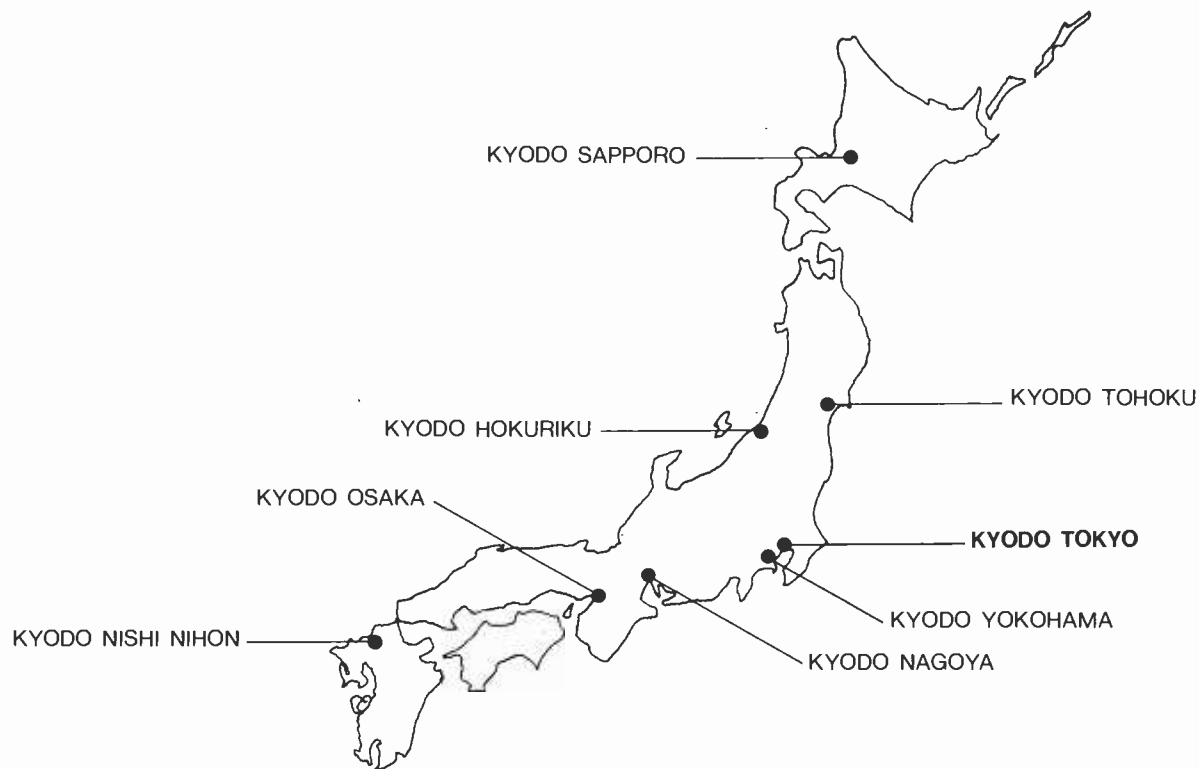 KYODO SAPPORO
KYODO TOHOKU
KYODO HOKURIKU
KYODO OSAKA
KYODO TOKYO
KYODO YOKOHAMA
KYODO NISHI NIHON
KYODO NAGOYA